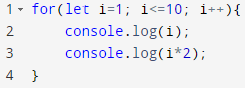 1 for(let i=1; i<=10; i++){
2     console.log(i);
3     console.log(i*2);
4 }